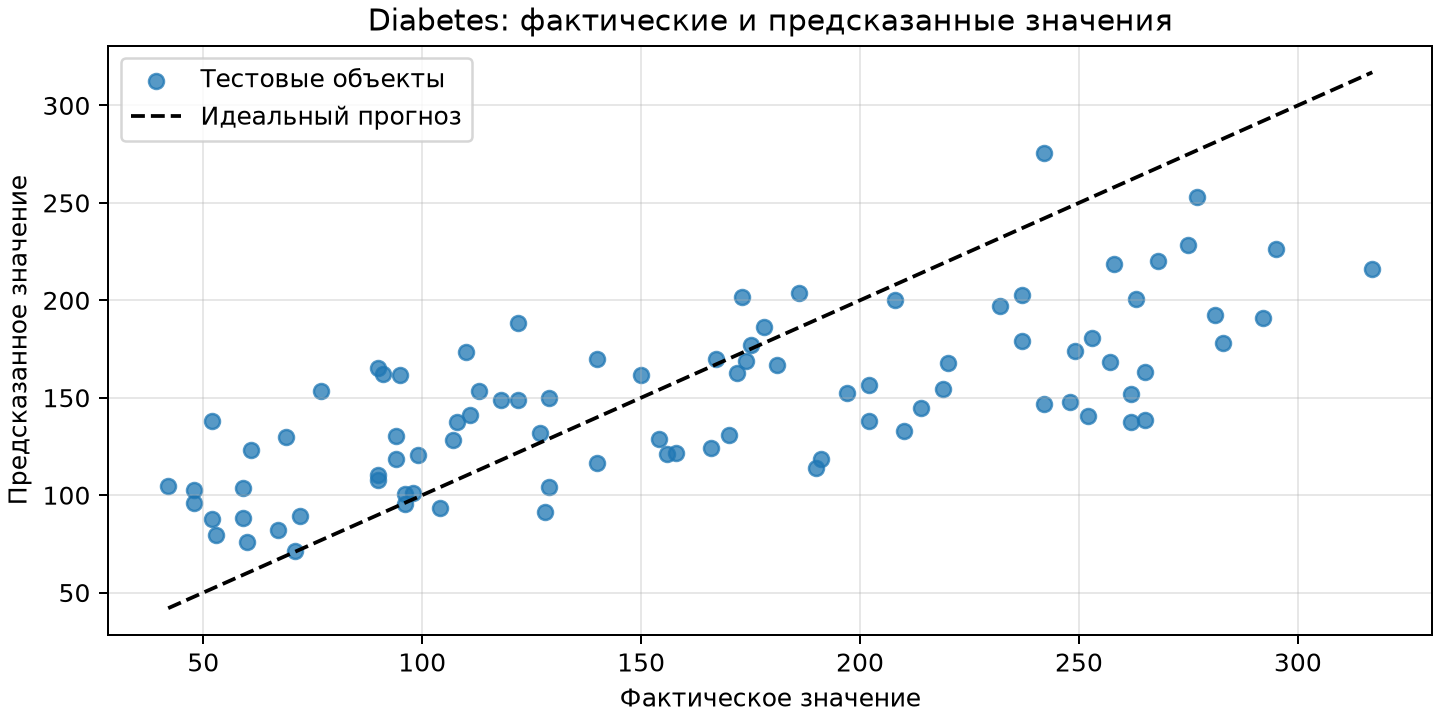 Diabetes: фактические и предсказанные значения
Тестовые объекты
Идеальный прогноз
Предсказанное значение
300
250
200
150
100
50
50
100
150
200
250
300
Фактическое значение